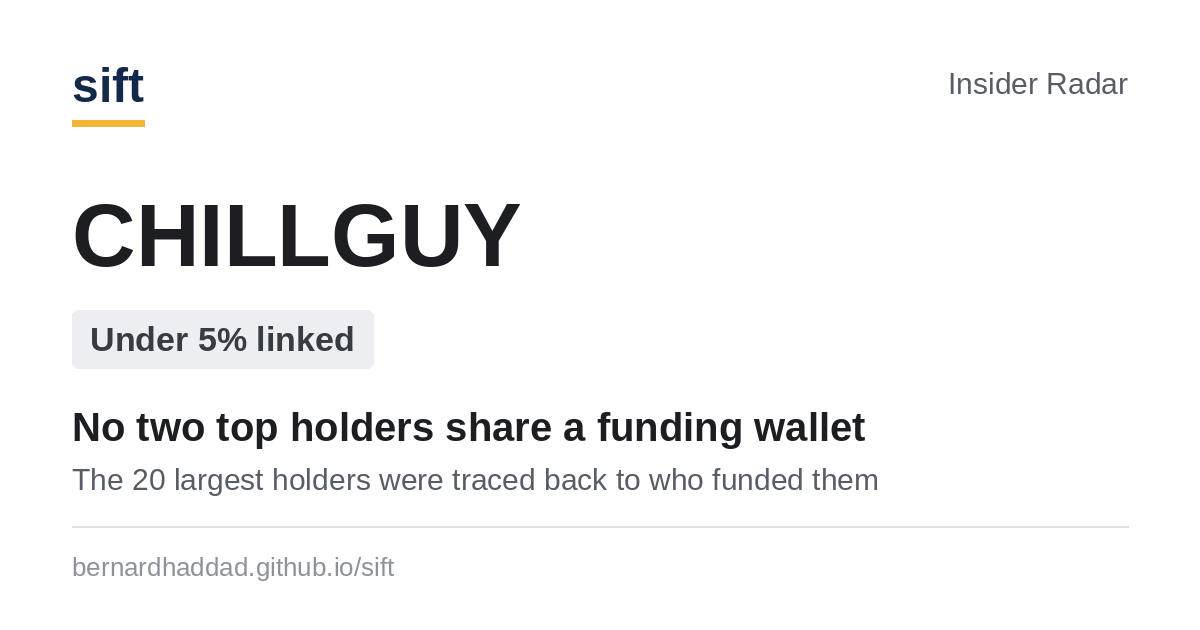 sift
Insider Radar
CHILLGUY
Under 5% linked
No two top holders share a funding wallet
The 20 largest holders were traced back to who funded them
bernardhaddad.github.io/sift